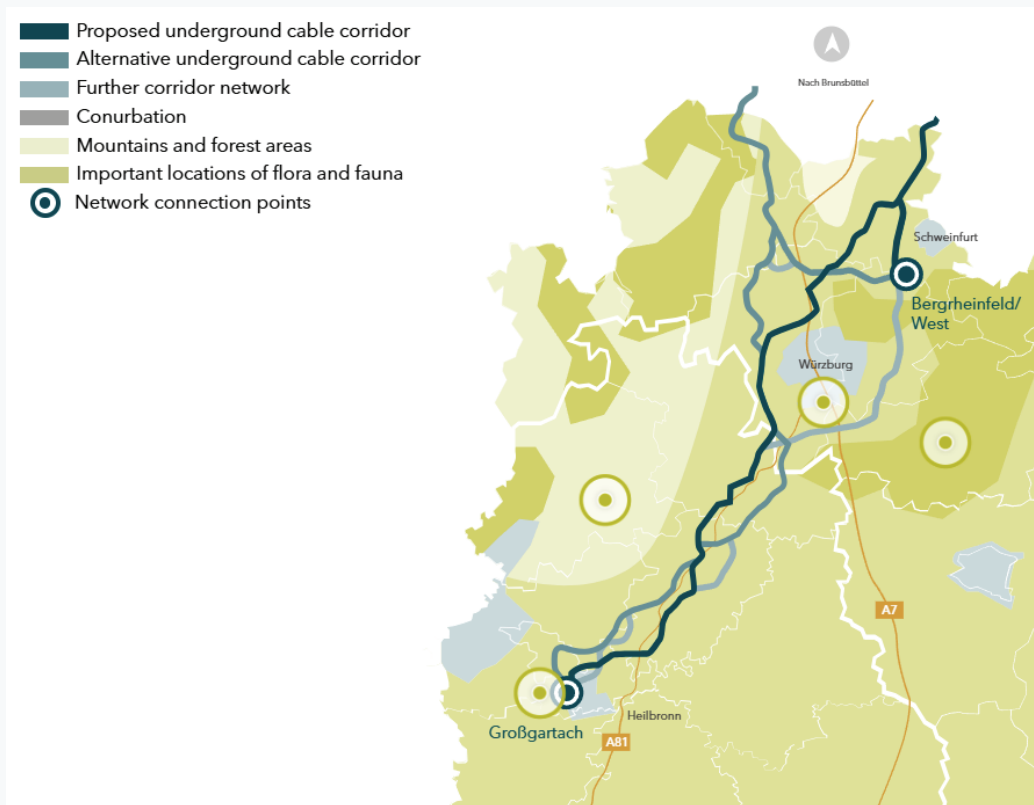 Proposed underground cable corridor
Alternative underground cable corridor
Further corridor network
Conurbation
Mountains and forest areas
Important locations of flora and fauna
Network connection points
Nach Brunsbüttel
Schweinfurt
Bergrheinfeld/
West
Würzburg
A7
Heilbronn
Großgartach
A81